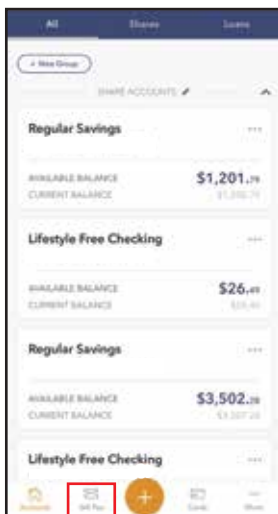 All Shares Loans
+ New Group
SHARE ACCOUNTS
Regular Savings
AVAILABLE BALANCE $1,201.
CURRENT BALANCE
Lifestyle Free Checking
AVAILABLE BALANCE $26.
CURRENT BALANCE
Regular Savings
AVAILABLE BALANCE $3,502.
CURRENT BALANCE
Lifestyle Free Checking
Accounts Bill Pay + Cards More